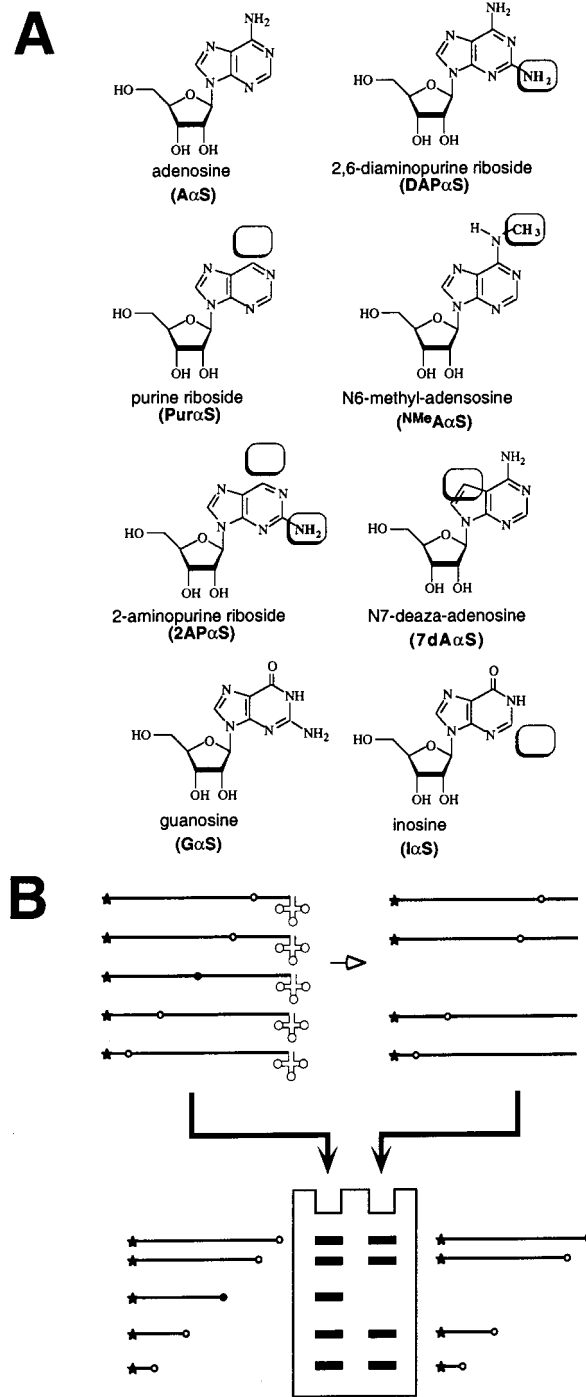 A
NH₂
N
N
N
N
HO
O
OH OH
adenosine
(AαS)
NH₂
N
N
N
N
NH₂
HO
O
OH OH
2,6-diaminopurine riboside
(DAPαS)
N
N
N
N
HO
O
OH OH
purine riboside
(PurαS)
H
N
CH₃
N
N
N
N
HO
O
OH OH
N6-methyl-adensosine
(ᴺᴹᵉAαS)
N
N
N
N
NH₂
HO
O
OH OH
2-aminopurine riboside
(2APαS)
NH₂
N
N
N
HO
O
OH OH
N7-deaza-adenosine
(7dAαS)
O
N
NH
N
N
NH₂
HO
O
OH OH
guanosine
(GαS)
O
N
NH
N
N
HO
O
OH OH
inosine
(IαS)
B